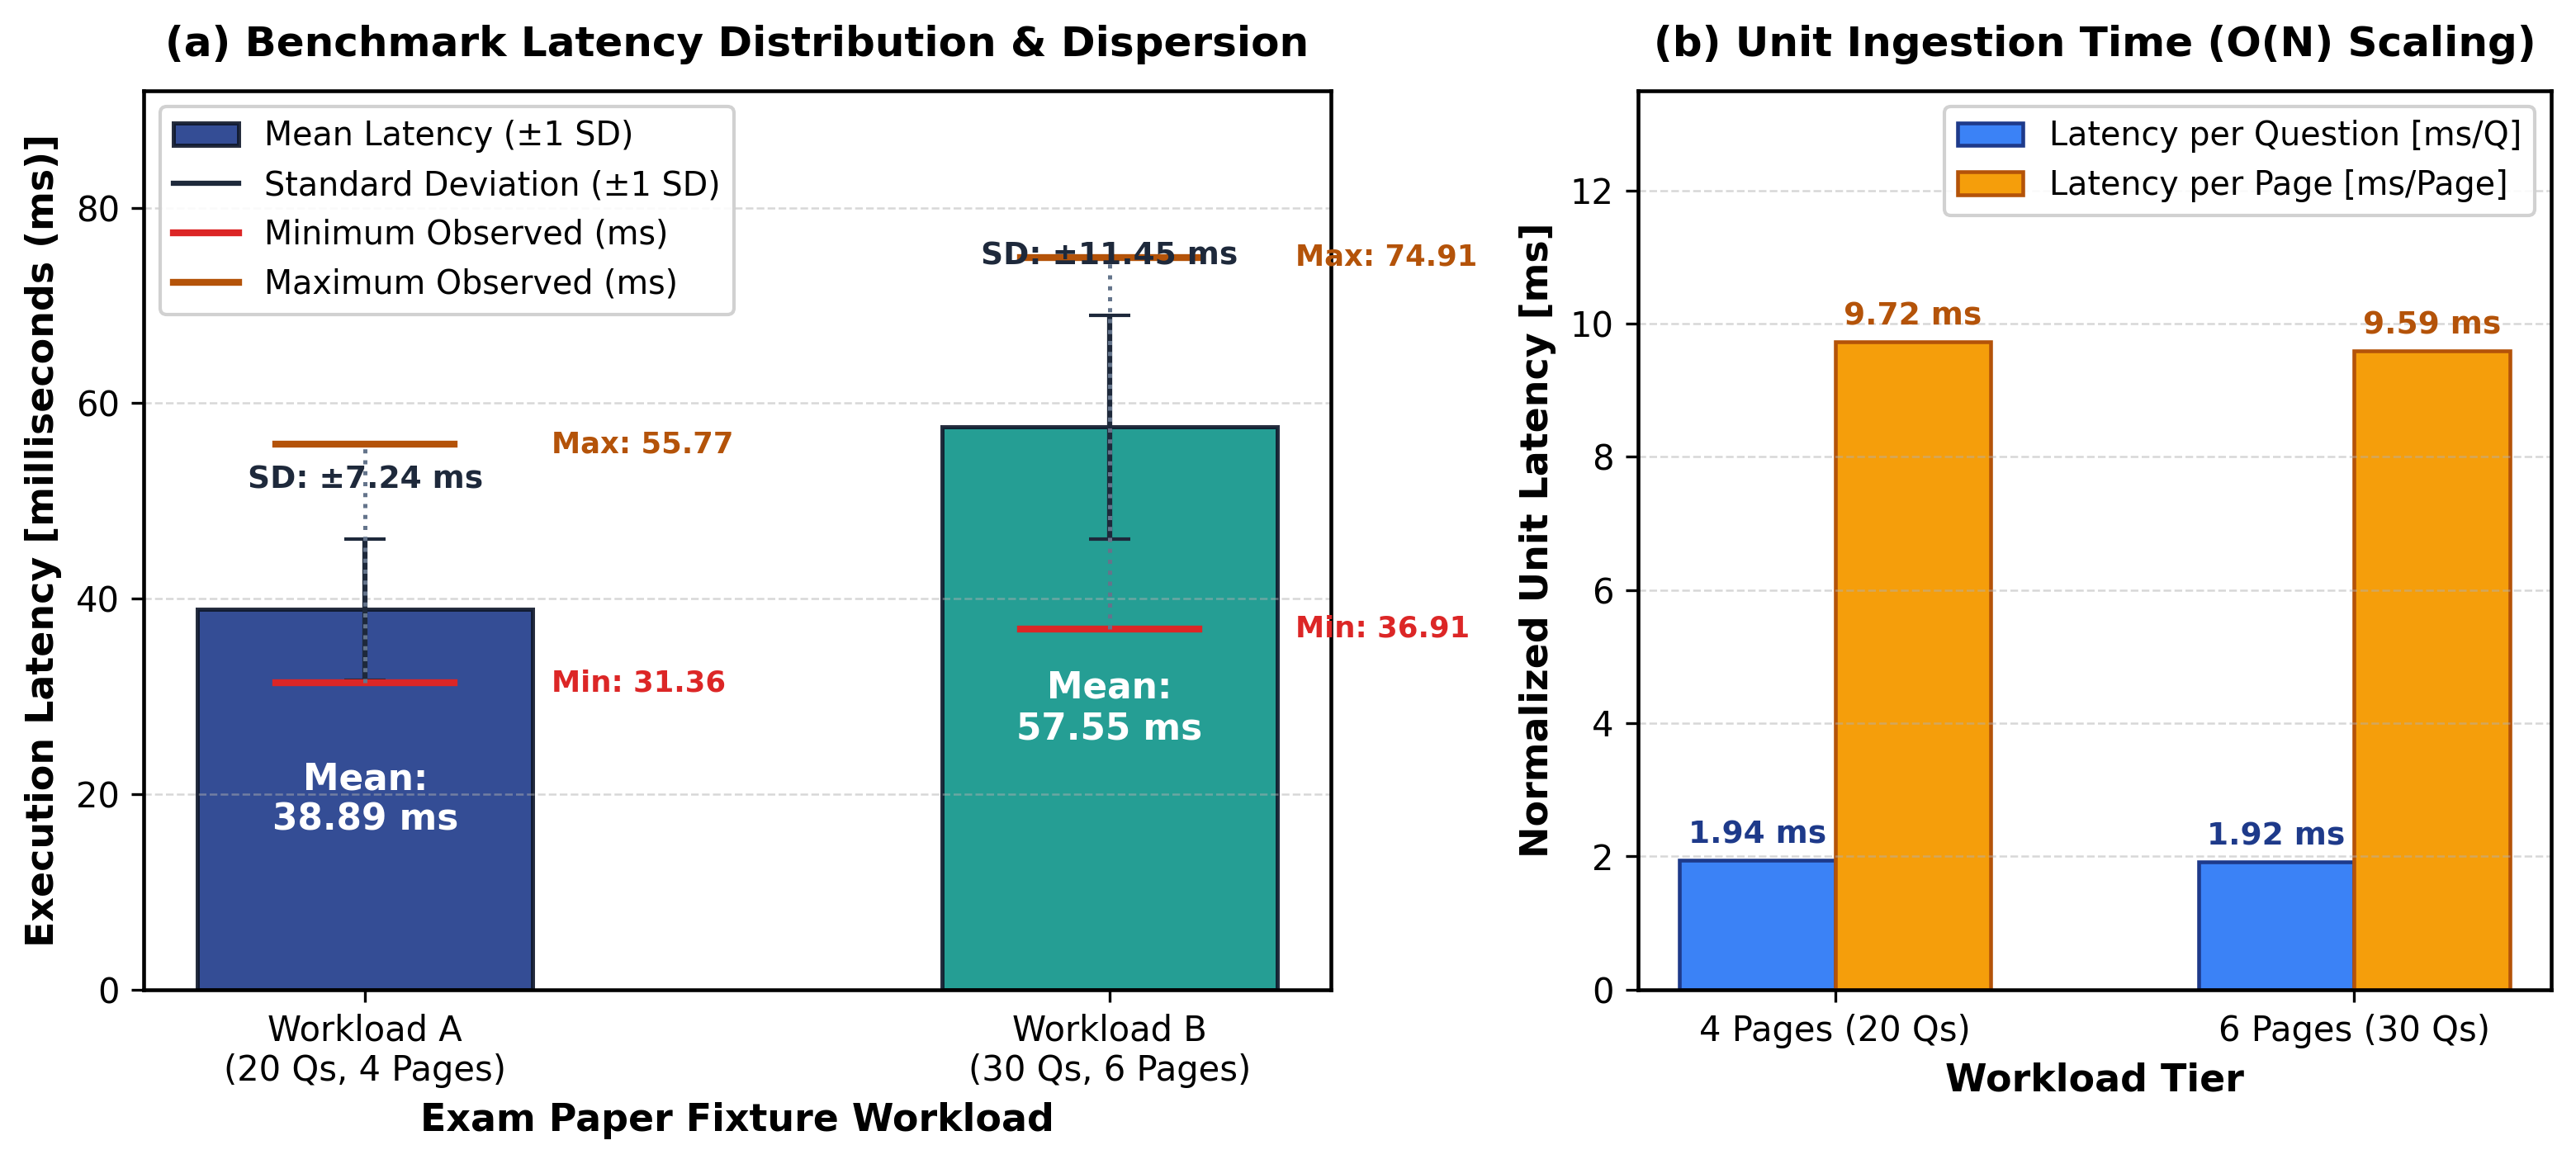 (a) Benchmark Latency Distribution & Dispersion
Execution Latency [milliseconds (ms)]
80
60
40
20
0
Mean Latency (±1 SD)
Standard Deviation (±1 SD)
Minimum Observed (ms)
Maximum Observed (ms)
SD: ±11.45 ms
Max: 74.91
Max: 55.77
SD: ±7.24 ms
Min: 36.91
Min: 31.36
Mean:
38.89 ms
Mean:
57.55 ms
Workload A
(20 Qs, 4 Pages)
Workload B
(30 Qs, 6 Pages)
Exam Paper Fixture Workload
(b) Unit Ingestion Time (O(N) Scaling)
Normalized Unit Latency [ms]
12
10
8
6
4
2
0
Latency per Question [ms/Q]
Latency per Page [ms/Page]
9.72 ms
9.59 ms
1.94 ms
1.92 ms
4 Pages (20 Qs)
6 Pages (30 Qs)
Workload Tier